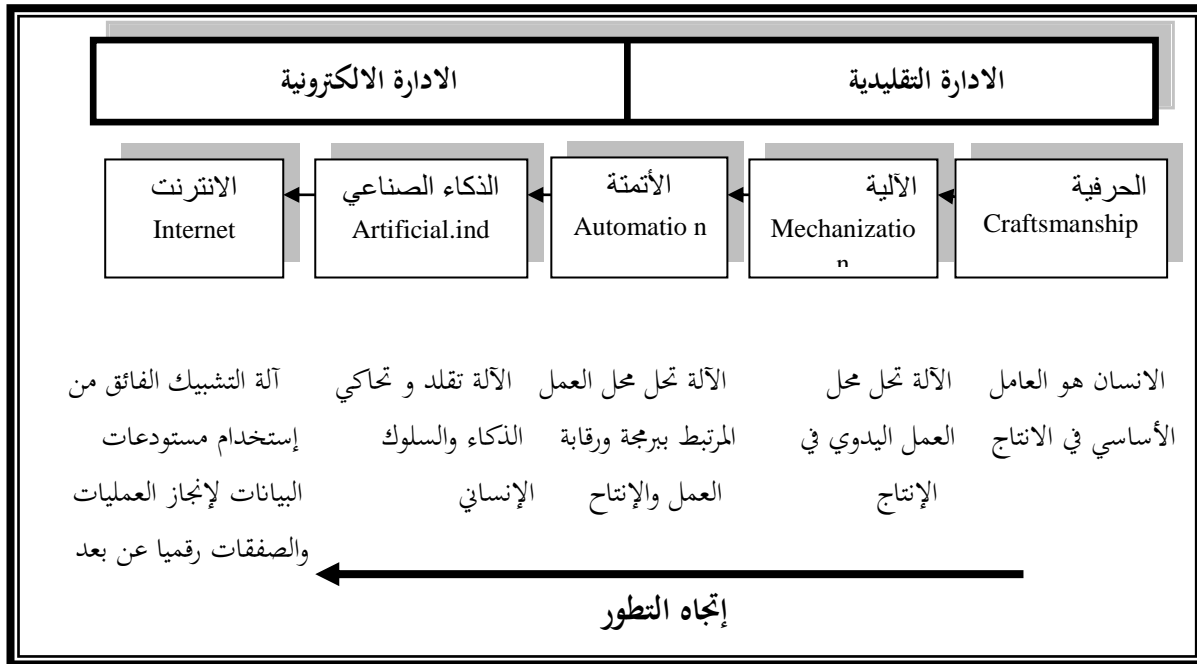 الادارة التقليدية
الادارة الالكترونية
الحرفية
Craftsmanship
الآلية
Mechanizatio
n
الأتمتة
Automatio n
الذكاء الصناعي
Artificial.ind
الانترنت
Internet
الانسان هو العامل
الأساسي في الانتاج
الآلة تحل محل
العمل اليدوي في
الإنتاج
الآلة تحل محل العمل
المرتبط ببرمجة ورقابة
العمل والإنتاح
الآلة تقلد و تحاكي
الذكاء والسلوك
الإنساني
آلة التشبيك الفائق من
إستخدام مستودعات
البيانات لإنجاز العمليات
والصفقات رقميا عن بعد
إتجاه التطور